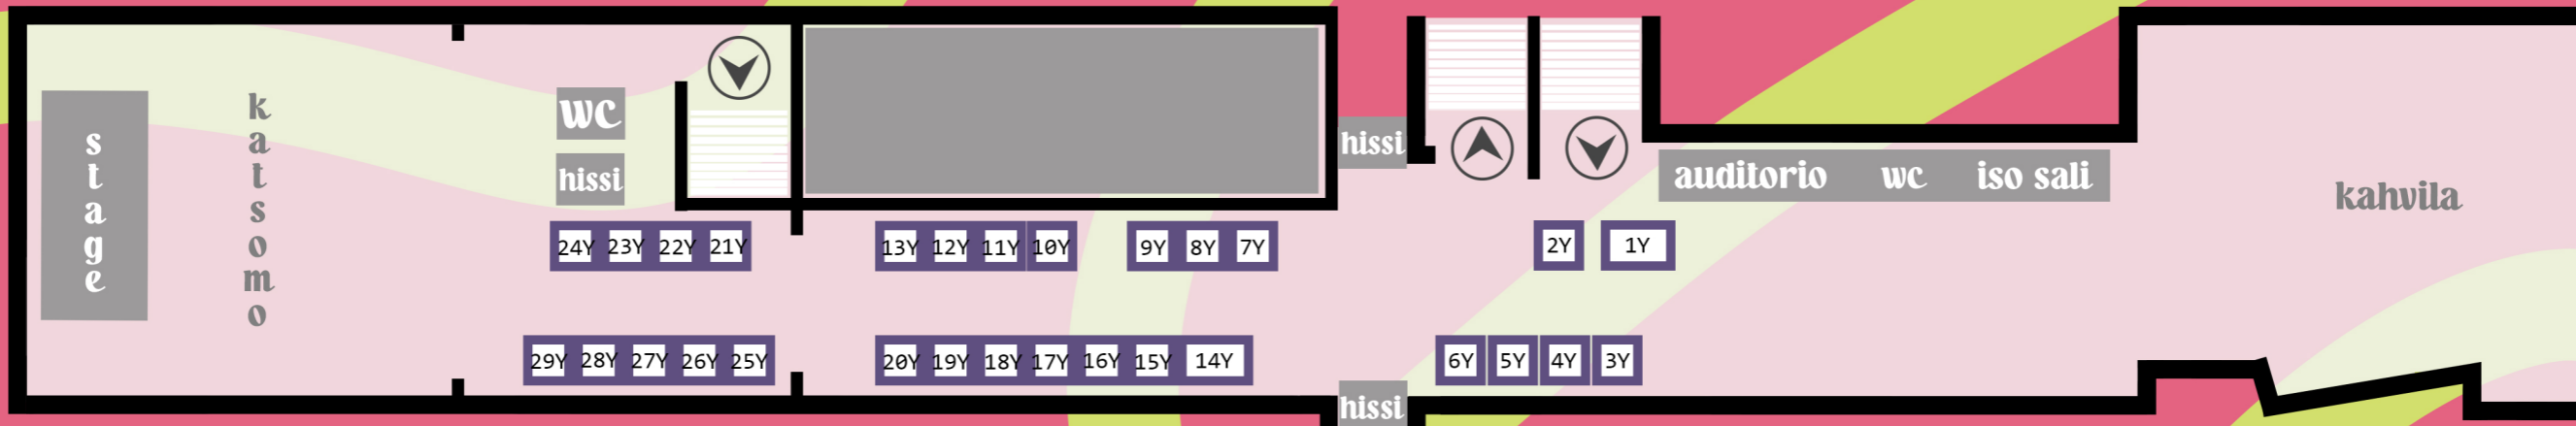 stage
katsomo
wc
hissi
24Y 23Y 22Y 21Y
29Y 28Y 27Y 26Y 25Y
13Y 12Y 11Y 10Y
9Y 8Y 7Y
20Y 19Y 18Y 17Y 16Y 15Y 14Y
hissi
hissi
2Y 1Y
6Y 5Y 4Y 3Y
auditorio wc iso sali
kahvila